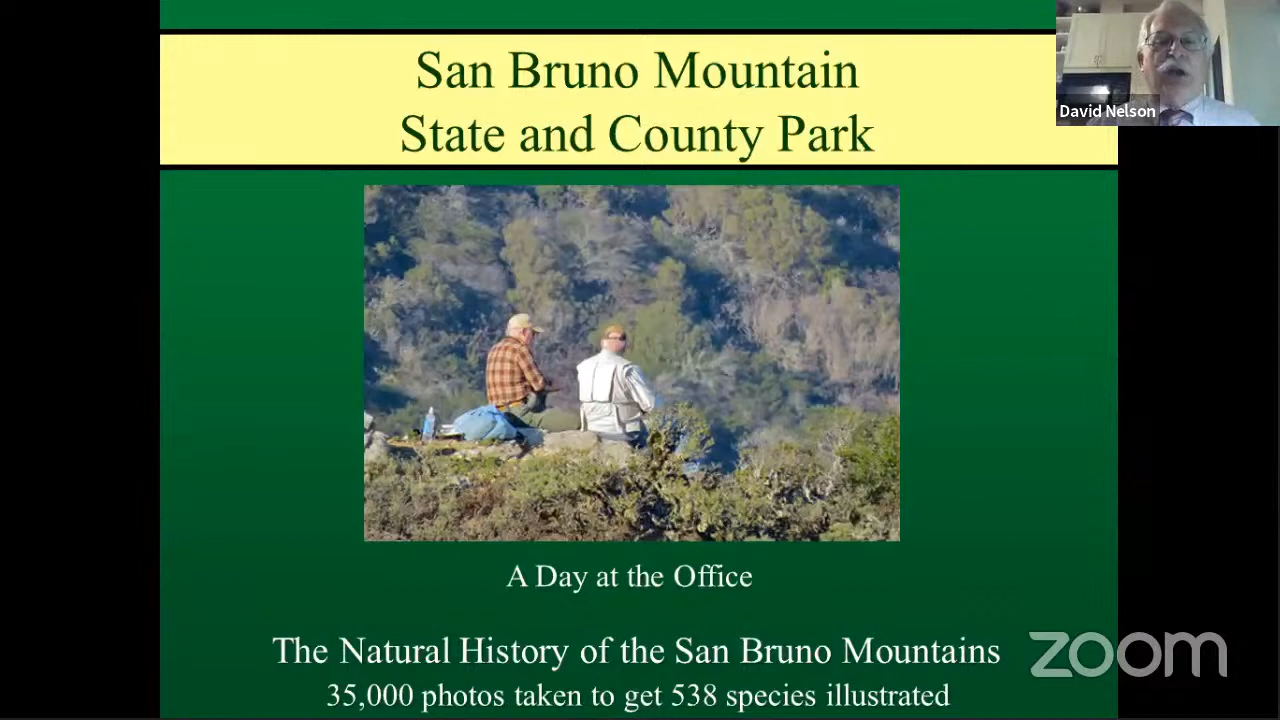 San Bruno Mountain
State and County Park
David Nelson
A Day at the Office
The Natural History of the San Bruno Mountains
35,000 photos taken to get 538 species illustrated
zoom